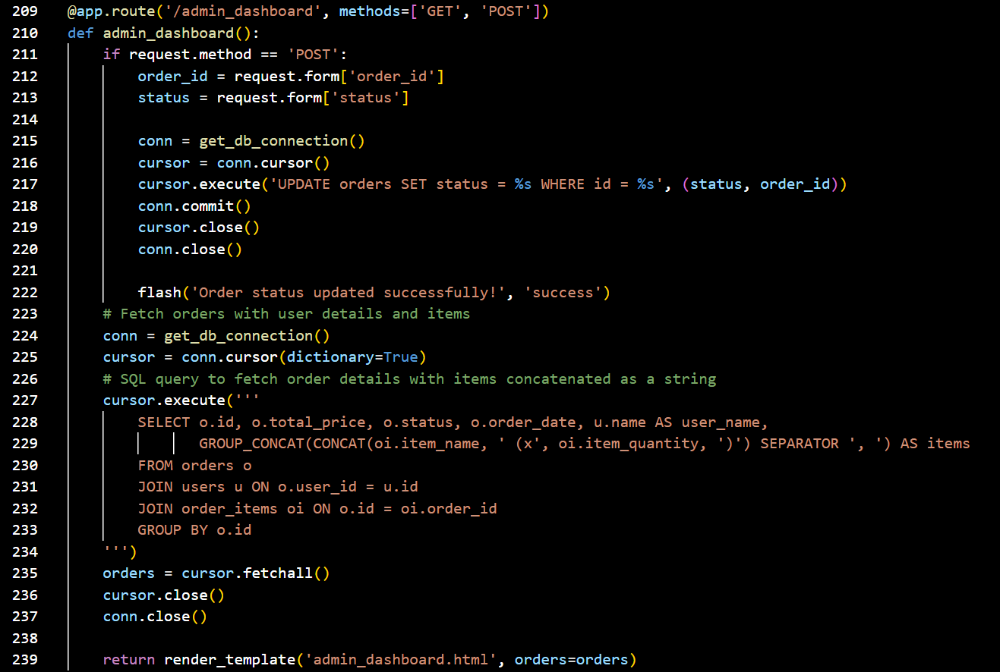 209 @app.route('/admin_dashboard', methods=['GET', 'POST'])
210 def admin_dashboard():
211     if request.method == 'POST':
212         order_id = request.form['order_id']
213         status = request.form['status']
214
215         conn = get_db_connection()
216         cursor = conn.cursor()
217         cursor.execute('UPDATE orders SET status = %s WHERE id = %s', (status, order_id))
218         conn.commit()
219         cursor.close()
220         conn.close()
221
222         flash('Order status updated successfully!', 'success')
223     # Fetch orders with user details and items
224     conn = get_db_connection()
225     cursor = conn.cursor(dictionary=True)
226     # SQL query to fetch order details with items concatenated as a string
227     cursor.execute('''
228         SELECT o.id, o.total_price, o.status, o.order_date, u.name AS user_name,
229                GROUP_CONCAT(CONCAT(oi.item_name, ' (x', oi.item_quantity, ')') SEPARATOR ', ') AS items
230         FROM orders o
231         JOIN users u ON o.user_id = u.id
232         JOIN order_items oi ON o.id = oi.order_id
233         GROUP BY o.id
234     ''')
235     orders = cursor.fetchall()
236     cursor.close()
237     conn.close()
238
239     return render_template('admin_dashboard.html', orders=orders)